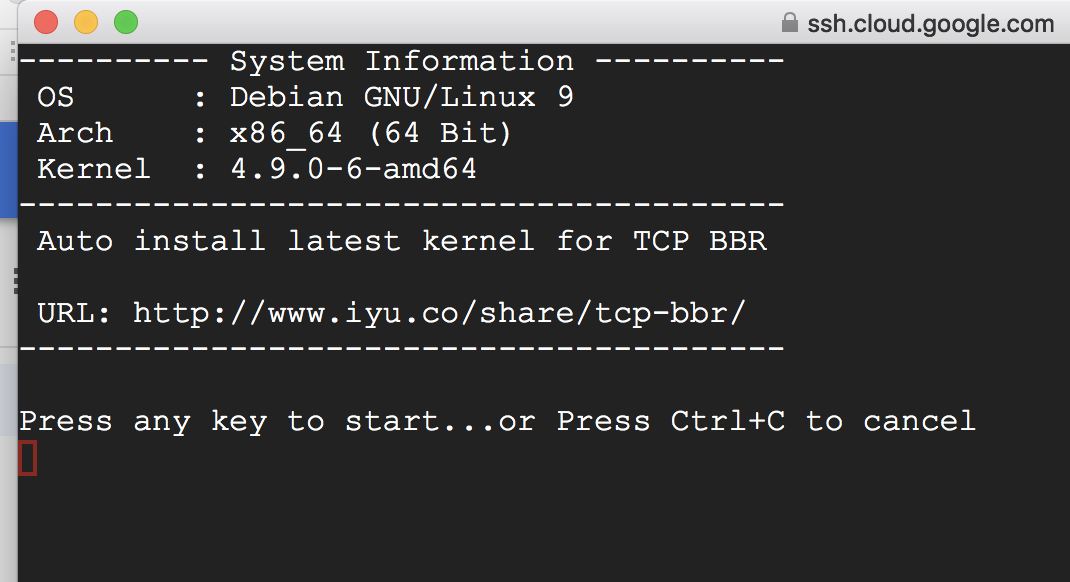 ssh.cloud.google.com
---------- System Information ----------
OS      : Debian GNU/Linux 9
Arch    : x86_64 (64 Bit)
Kernel  : 4.9.0-6-amd64
----------------------------------------
Auto install latest kernel for TCP BBR
URL: http://www.iyu.co/share/tcp-bbr/
----------------------------------------
Press any key to start...or Press Ctrl+C to cancel